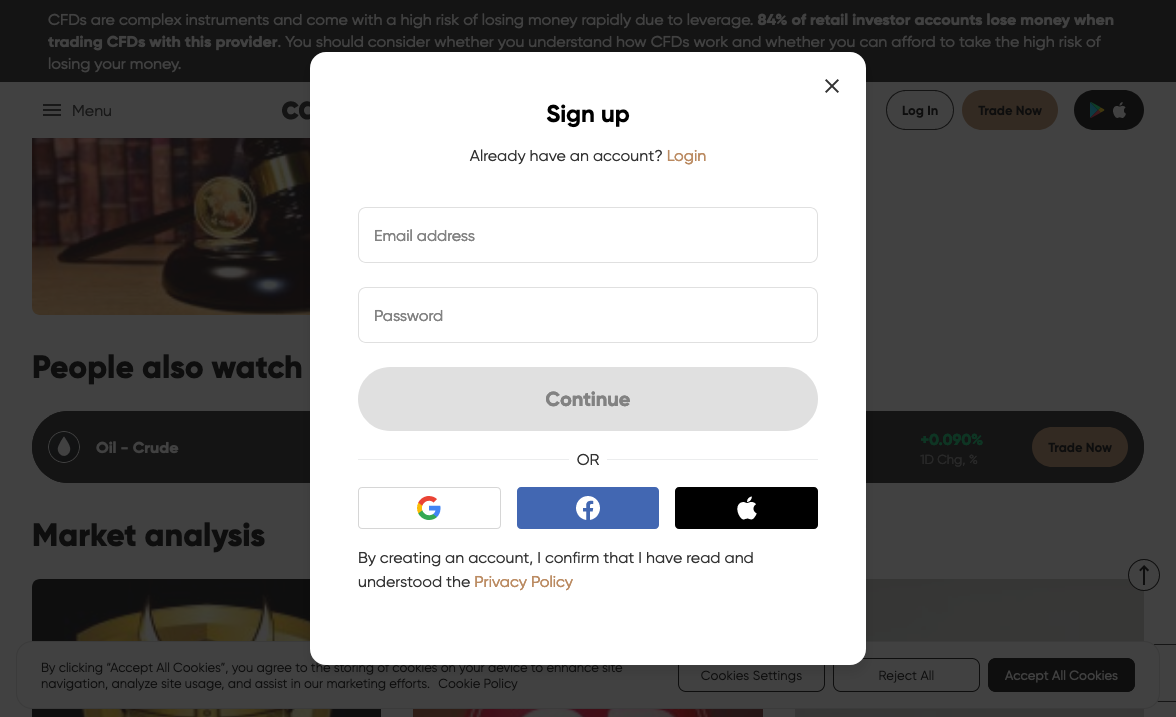 CFDs are complex instruments and come with a high risk of losing money rapidly due to leverage. 84% of retail investor accounts lose money when
trading CFDs with this provider. You should consider whether you understand how CFDs work and whether you can afford to take the high risk of
losing your money.
Menu
Log In
Trade Now
Sign up
Already have an account? Login
Email address
Password
Continue
OR
By creating an account, I confirm that I have read and
understood the Privacy Policy
People also watch
Oil - Crude
+0.090%
1D Chg, %
Trade Now
Market analysis
By clicking “Accept All Cookies”, you agree to the storing of cookies on your device to enhance site
navigation, analyze site usage, and assist in our marketing efforts. Cookie Policy
Cookies Settings
Reject All
Accept All Cookies